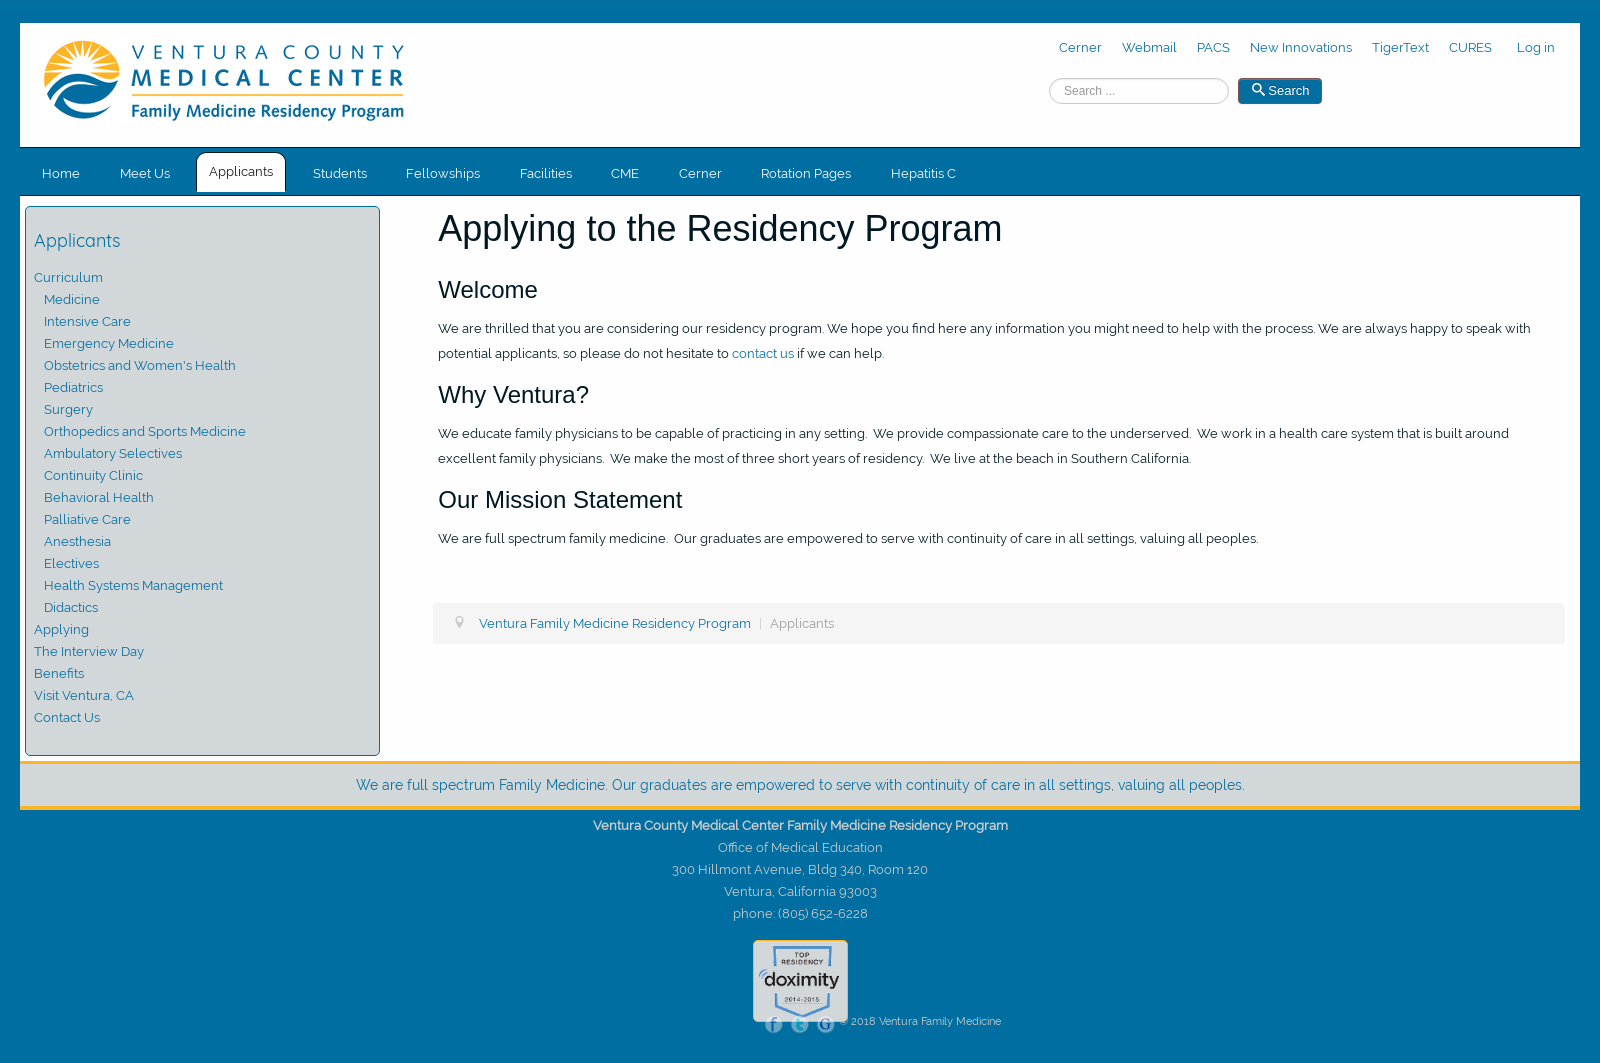 VENTURA COUNTY
MEDICAL CENTER
Family Medicine Residency Program
Cerner Webmail PACS New Innovations TigerText CURES Log in
Search ... Search
Home Meet Us Applicants Students Fellowships Facilities CME Cerner Rotation Pages Hepatitis C
Applicants
Curriculum
Medicine
Intensive Care
Emergency Medicine
Obstetrics and Women's Health
Pediatrics
Surgery
Orthopedics and Sports Medicine
Ambulatory Selectives
Continuity Clinic
Behavioral Health
Palliative Care
Anesthesia
Electives
Health Systems Management
Didactics
Applying
The Interview Day
Benefits
Visit Ventura, CA
Contact Us
Applying to the Residency Program
Welcome
We are thrilled that you are considering our residency program. We hope you find here any information you might need to help with the process. We are always happy to speak with
potential applicants, so please do not hesitate to contact us if we can help.
Why Ventura?
We educate family physicians to be capable of practicing in any setting.  We provide compassionate care to the underserved.  We work in a health care system that is built around
excellent family physicians.  We make the most of three short years of residency.  We live at the beach in Southern California.
Our Mission Statement
We are full spectrum family medicine.  Our graduates are empowered to serve with continuity of care in all settings, valuing all peoples.
Ventura Family Medicine Residency Program | Applicants
We are full spectrum Family Medicine. Our graduates are empowered to serve with continuity of care in all settings, valuing all peoples.
Ventura County Medical Center Family Medicine Residency Program
Office of Medical Education
300 Hillmont Avenue, Bldg 340, Room 120
Ventura, California 93003
phone: (805) 652-6228
TOP
RESIDENCY
doximity
2014-2015
f t G © 2018 Ventura Family Medicine